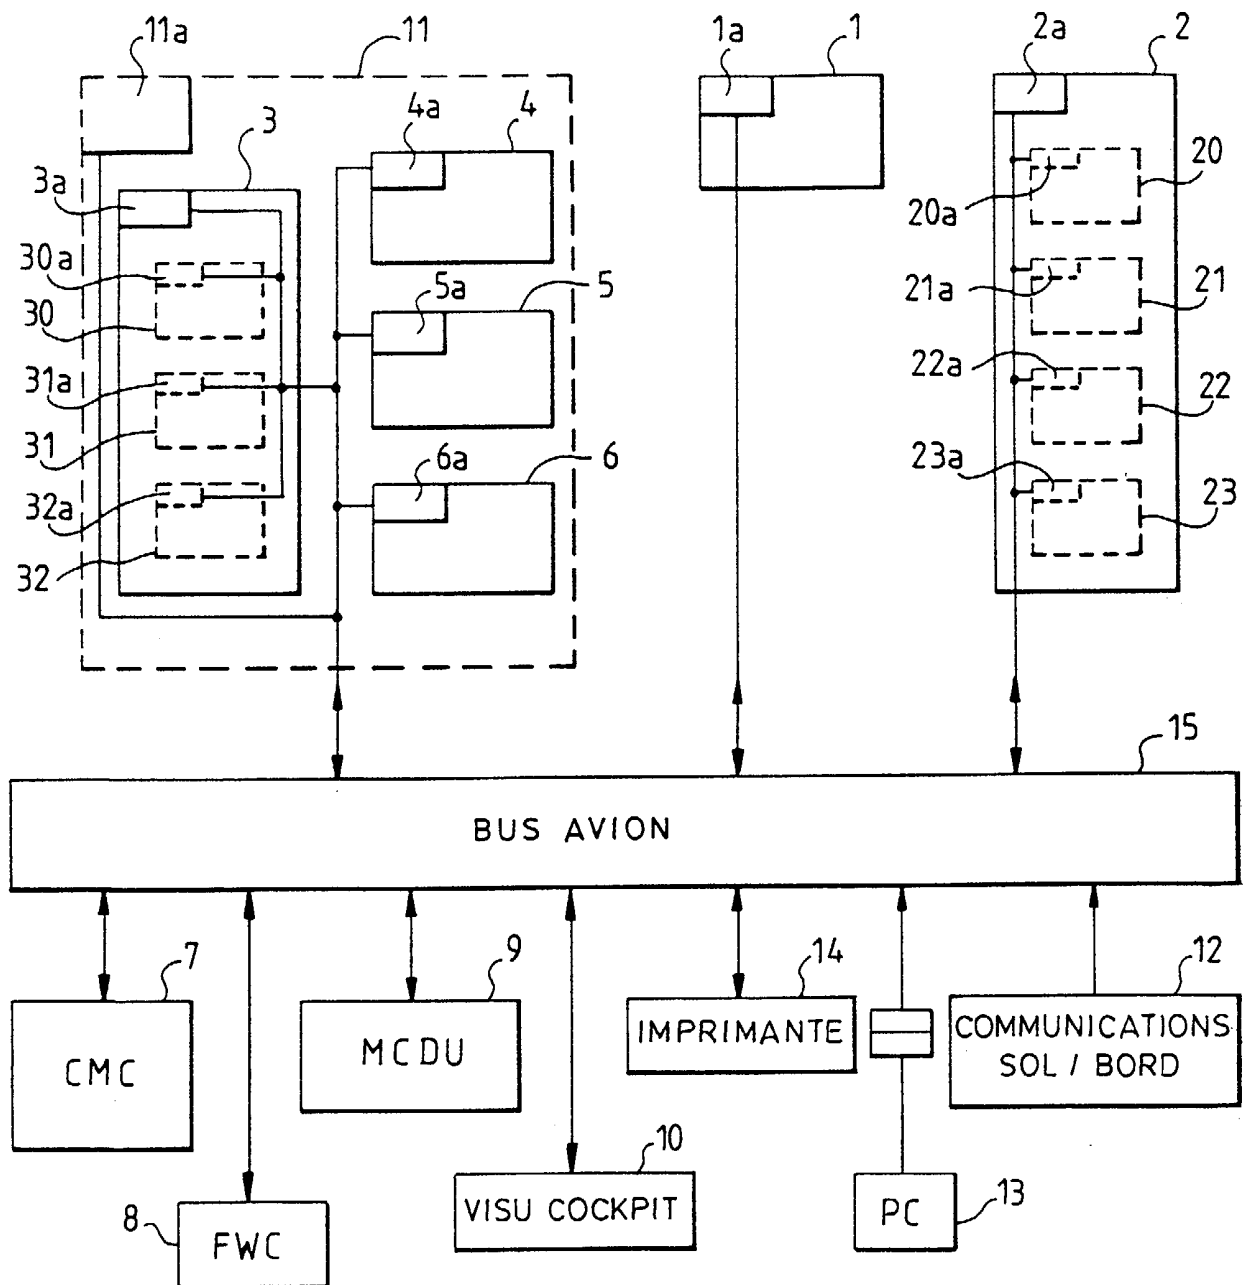 11a
11
1a
1
2a
2
4a
4
3
3a
20
20a
30a
5a
5
21a
21
30
31a
22a
22
31
6a
6
23a
23
32a
32
15
BUS AVION
7
9
14
12
CMC
MCDU
IMPRIMANTE
COMMUNICATIONS
SOL / BORD
10
8
FWC
VISU COCKPIT
PC
13